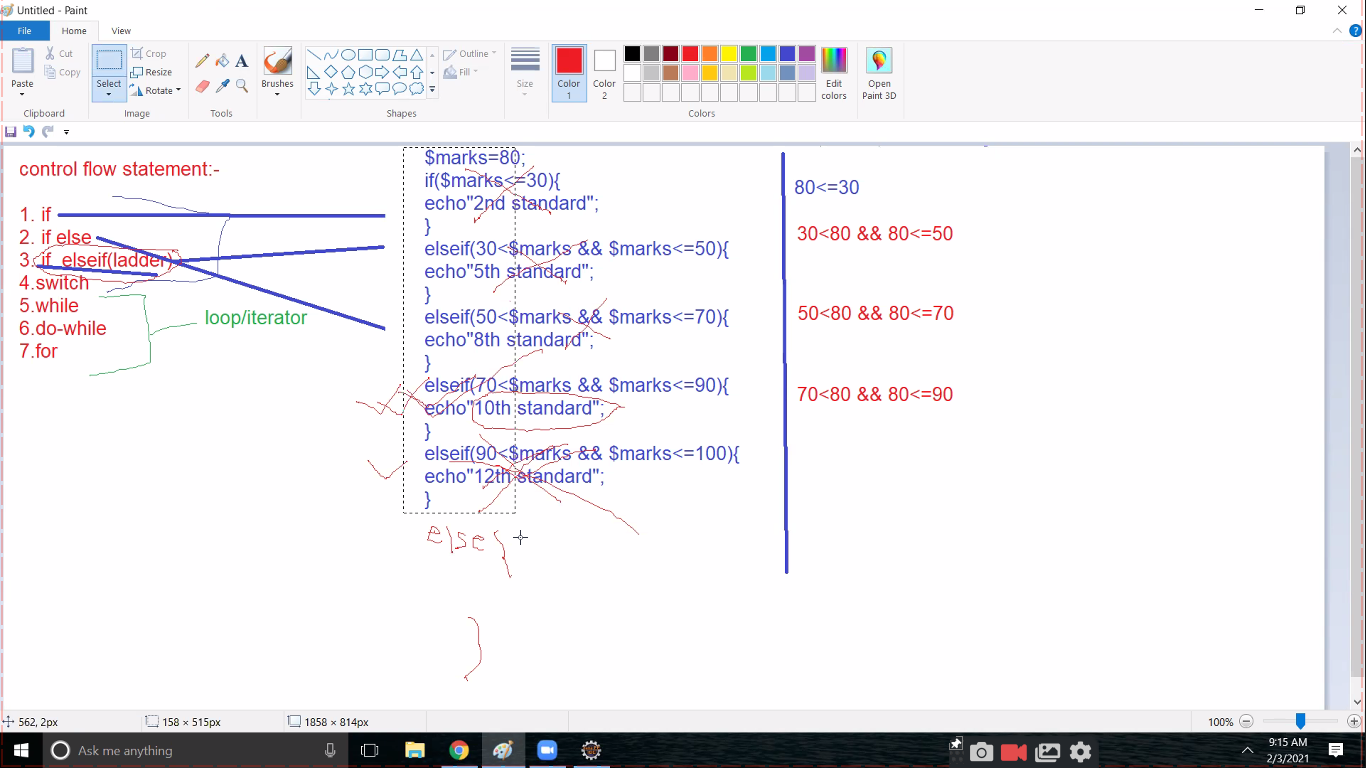 Untitled - Paint
File
Home
View
Paste
Cut
Copy
Clipboard
Select
Crop
Resize
Rotate
Image
Tools
Brushes
Shapes
Outline
Fill
Size
Color 1
Color 2
Edit colors
Open Paint 3D
Colors
control flow statement:-
1. if
2. if else
3. if elseif(ladder)
4.switch
5.while
6.do-while
7.for
loop/iterator
$marks=80;
if($marks<=30){
echo"2nd standard";
}
elseif(30<$marks && $marks<=50){
echo"5th standard";
}
elseif(50<$marks && $marks<=70){
echo"8th standard";
}
elseif(70<$marks && $marks<=90){
echo"10th standard";
}
elseif(90<$marks && $marks<=100){
echo"12th standard";
}
else{
}
80<=30
30<80 && 80<=50
50<80 && 80<=70
70<80 && 80<=90
562, 2px
158 × 515px
1858 × 814px
100%
Ask me anything
9:15 AM
2/3/2021